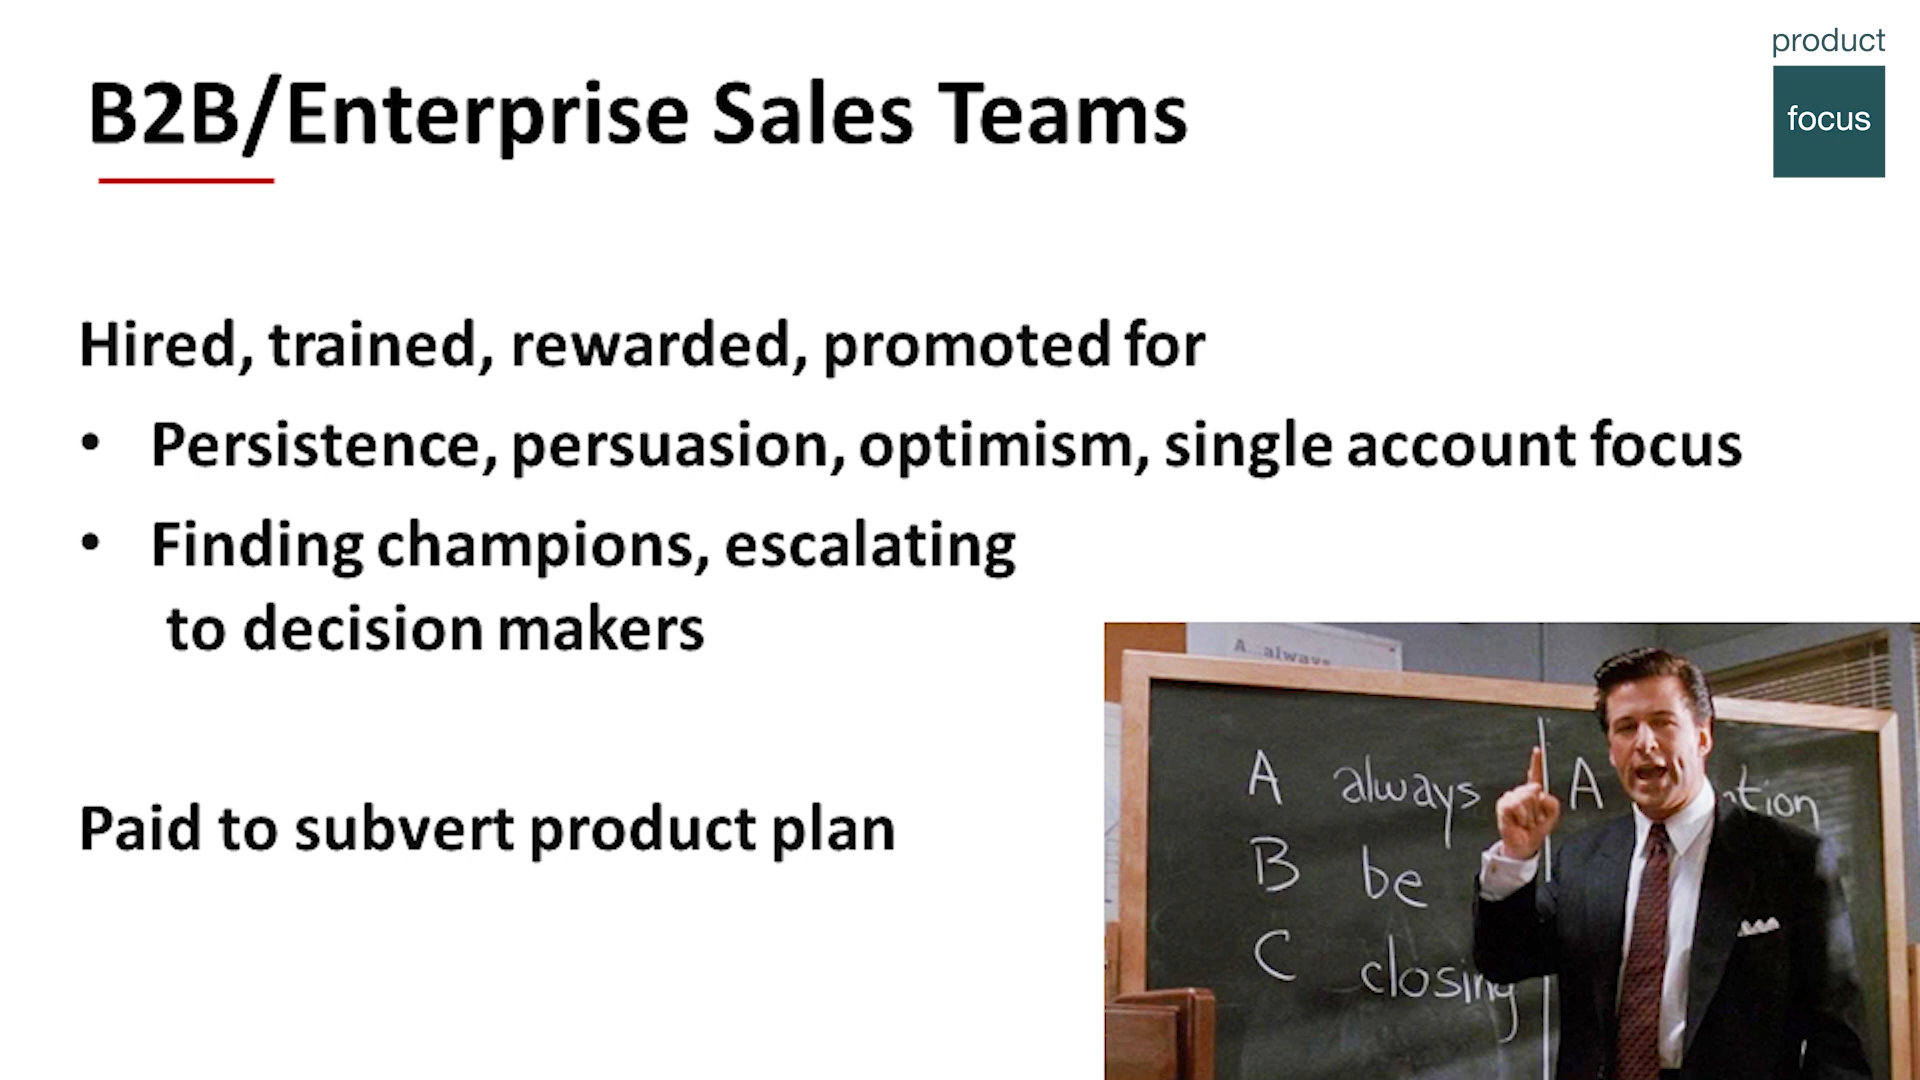 product
focus
B2B/Enterprise Sales Teams
Hired, trained, rewarded, promoted for
• Persistence, persuasion, optimism, single account focus
• Finding champions, escalating
to decision makers
Paid to subvert product plan
A...always
A always
B be
C closing
A